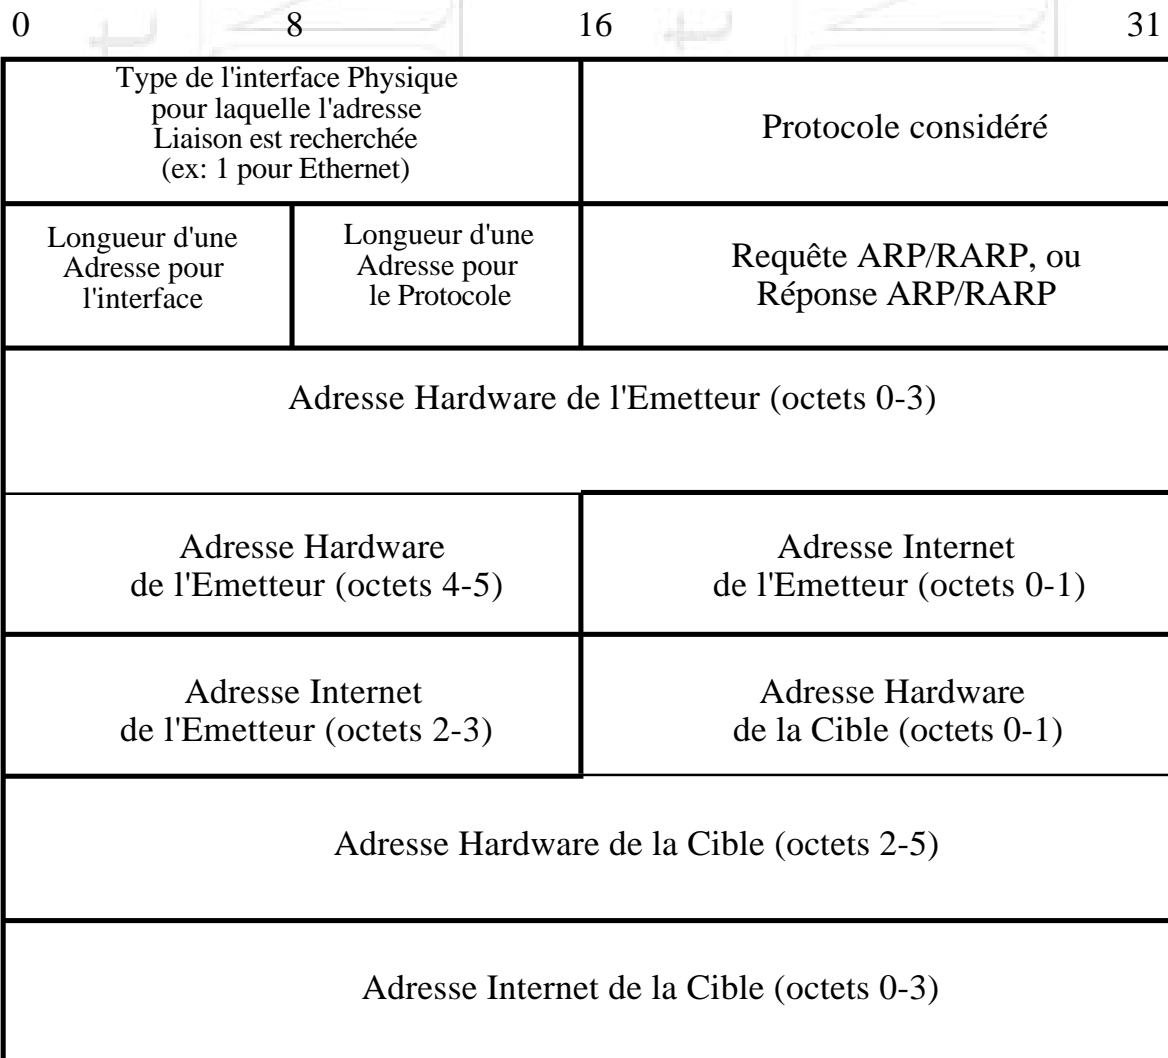 0 8 16 31
Type de l'interface Physique
pour laquelle l'adresse
Liaison est recherchée
(ex: 1 pour Ethernet)
Protocole considéré
Longueur d'une
Adresse pour
l'interface
Longueur d'une
Adresse pour
le Protocole
Requête ARP/RARP, ou
Réponse ARP/RARP
Adresse Hardware de l'Emetteur (octets 0-3)
Adresse Hardware
de l'Emetteur (octets 4-5)
Adresse Internet
de l'Emetteur (octets 0-1)
Adresse Internet
de l'Emetteur (octets 2-3)
Adresse Hardware
de la Cible (octets 0-1)
Adresse Hardware de la Cible (octets 2-5)
Adresse Internet de la Cible (octets 0-3)